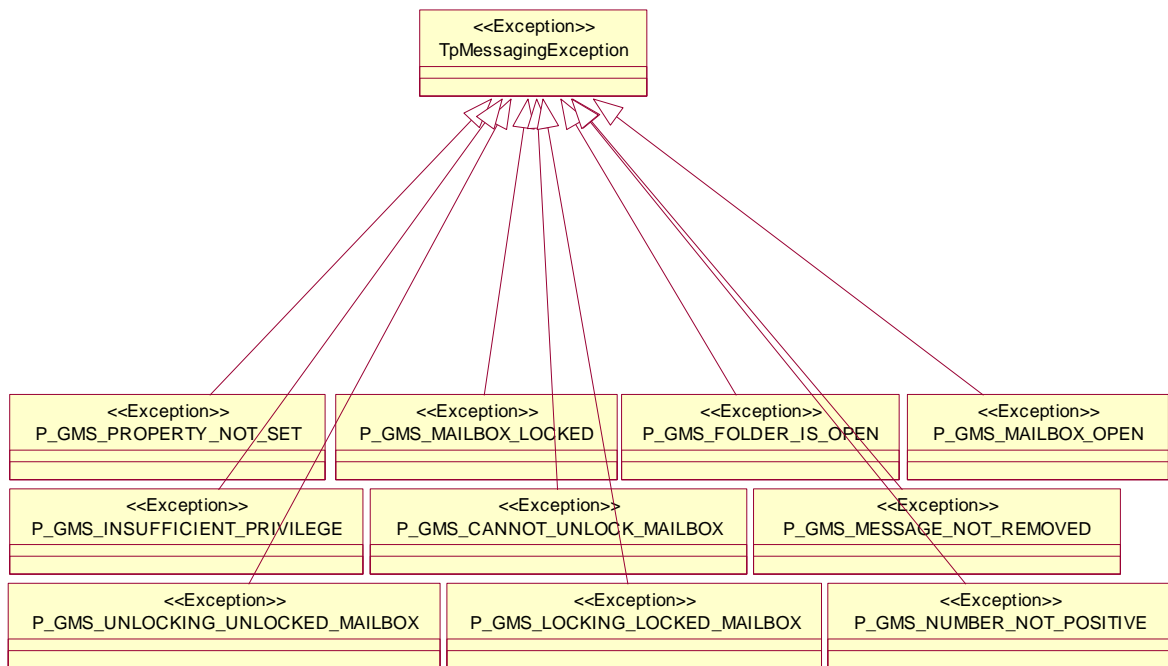 <<Exception>>
TpMessagingException
<<Exception>>
P_GMS_PROPERTY_NOT_SET
<<Exception>>
P_GMS_MAILBOX_LOCKED
<<Exception>>
P_GMS_FOLDER_IS_OPEN
<<Exception>>
P_GMS_MAILBOX_OPEN
<<Exception>>
P_GMS_INSUFFICIENT_PRIVILEGE
<<Exception>>
P_GMS_CANNOT_UNLOCK_MAILBOX
<<Exception>>
P_GMS_MESSAGE_NOT_REMOVED
<<Exception>>
P_GMS_UNLOCKING_UNLOCKED_MAILBOX
<<Exception>>
P_GMS_LOCKING_LOCKED_MAILBOX
<<Exception>>
P_GMS_NUMBER_NOT_POSITIVE